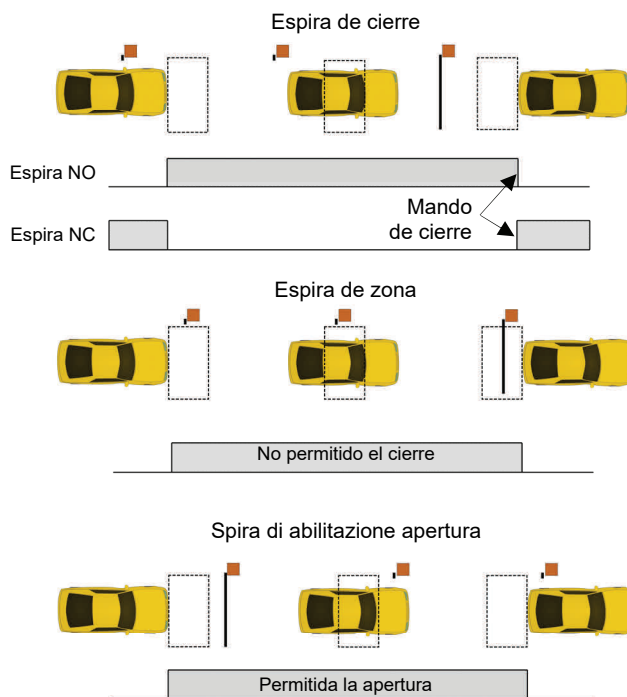 Espira de cierre
Espira NO
Mando
de cierre
Espira NC
Espira de zona
No permitido el cierre
Spira di abilitazione apertura
Permitida la apertura